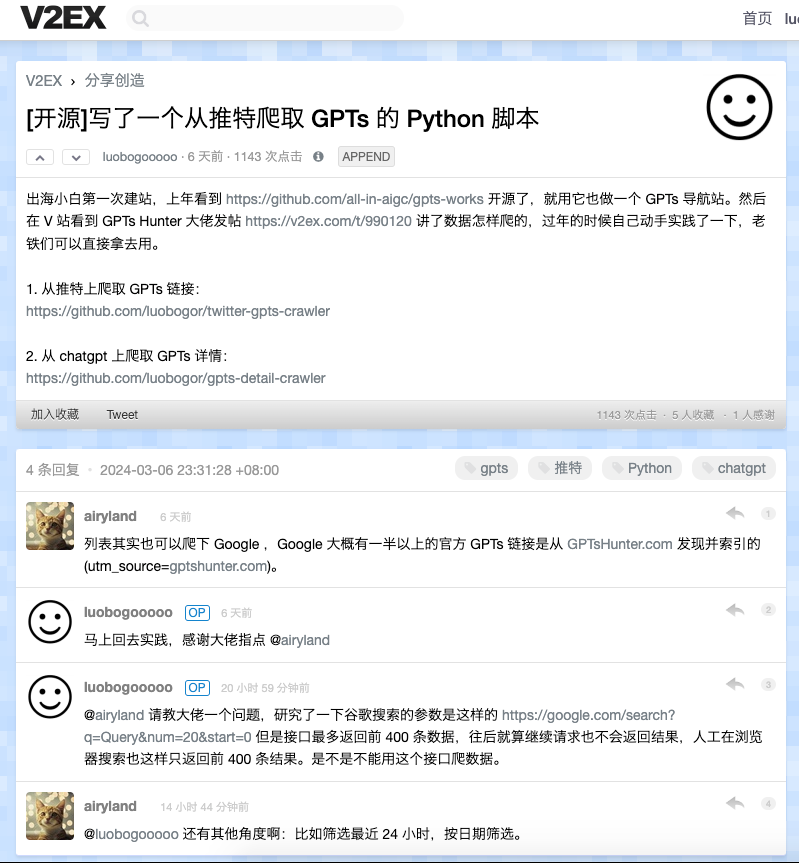 V2EX
首页 lu
V2EX › 分享创造
[开源]写了一个从推特爬取 GPTs 的 Python 脚本
luobogooooo · 6 天前 · 1143 次点击 APPEND
出海小白第一次建站，上年看到 https://github.com/all-in-aigc/gpts-works 开源了，就用它也做一个 GPTs 导航站。然后
在 V 站看到 GPTs Hunter 大佬发帖 https://v2ex.com/t/990120 讲了数据怎样爬的，过年的时候自己动手实践了一下，老
铁们可以直接拿去用。
1. 从推特上爬取 GPTs 链接：
https://github.com/luobogor/twitter-gpts-crawler
2. 从 chatgpt 上爬取 GPTs 详情：
https://github.com/luobogor/gpts-detail-crawler
加入收藏 Tweet 1143 次点击 · 5 人收藏 · 1 人感谢
4 条回复 • 2024-03-06 23:31:28 +08:00 gpts 推特 Python chatgpt
airyland 6 天前 1
列表其实也可以爬下 Google ，Google 大概有一半以上的官方 GPTs 链接是从 GPTsHunter.com 发现并索引的
(utm_source=gptshunter.com)。
luobogooooo OP 6 天前 2
马上回去实践，感谢大佬指点 @airyland
luobogooooo OP 20 小时 59 分钟前 3
@airyland 请教大佬一个问题，研究了一下谷歌搜索的参数是这样的 https://google.com/search?
q=Query&num=20&start=0 但是接口最多返回前 400 条数据，往后就算继续请求也不会返回结果，人工在浏览
器搜索也这样只返回前 400 条结果。是不是不能用这个接口爬数据。
airyland 14 小时 44 分钟前 4
@luobogooooo 还有其他角度啊：比如筛选最近 24 小时，按日期筛选。